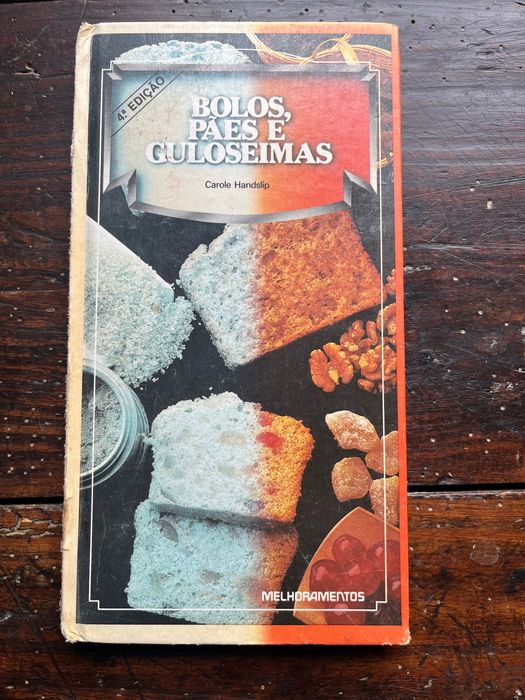 4ª EDIÇÃO
BOLOS,
PÃES E
GULOSEIMAS
Carole Handslip
MELHORAMENTOS